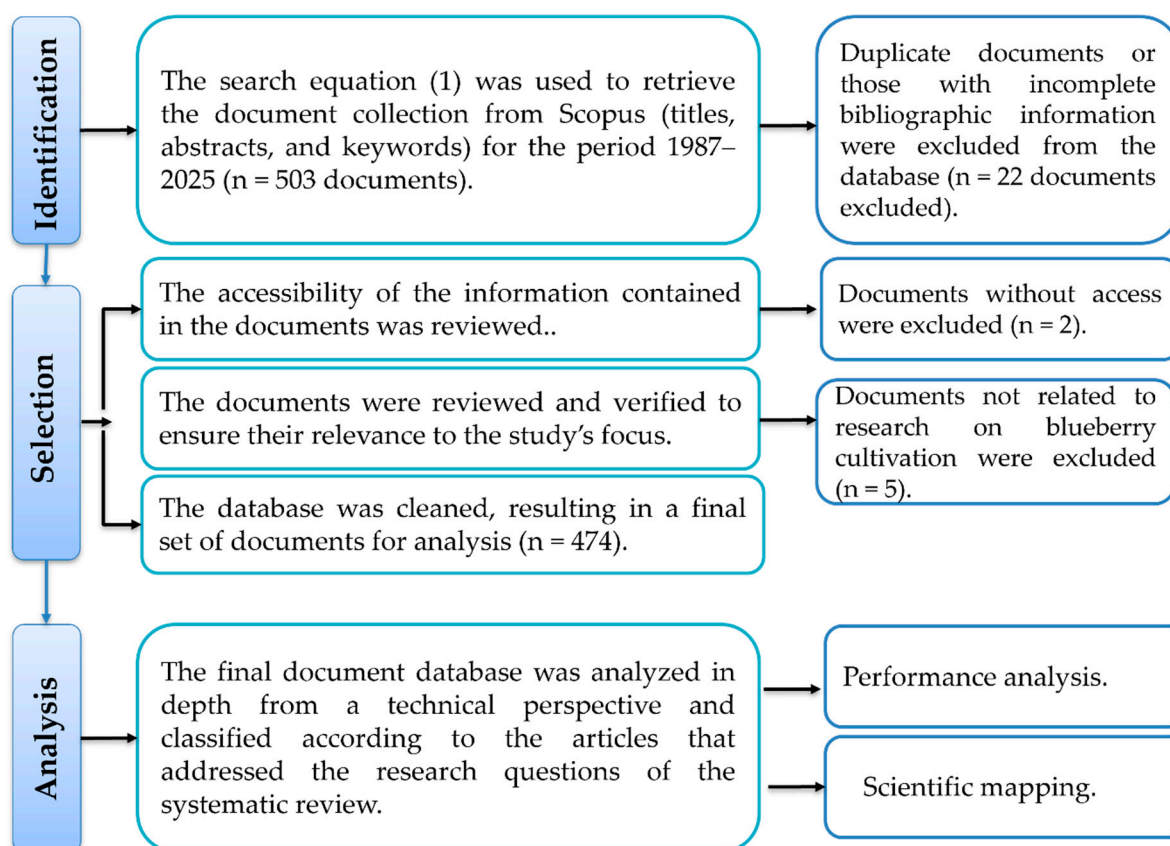 Identification
The search equation (1) was used to retrieve
the document collection from Scopus (titles,
abstracts, and keywords) for the period 1987–
2025 (n = 503 documents).
Duplicate documents or
those with incomplete
bibliographic information
were excluded from the
database (n = 22 documents
excluded).
Selection
The accessibility of the information contained
in the documents was reviewed..
Documents without access
were excluded (n = 2).
The documents were reviewed and verified to
ensure their relevance to the study’s focus.
Documents not related to
research on blueberry
cultivation were excluded
(n = 5).
The database was cleaned, resulting in a final
set of documents for analysis (n = 474).
Analysis
The final document database was analyzed in
depth from a technical perspective and
classified according to the articles that
addressed the research questions of the
systematic review.
Performance analysis.
Scientific mapping.